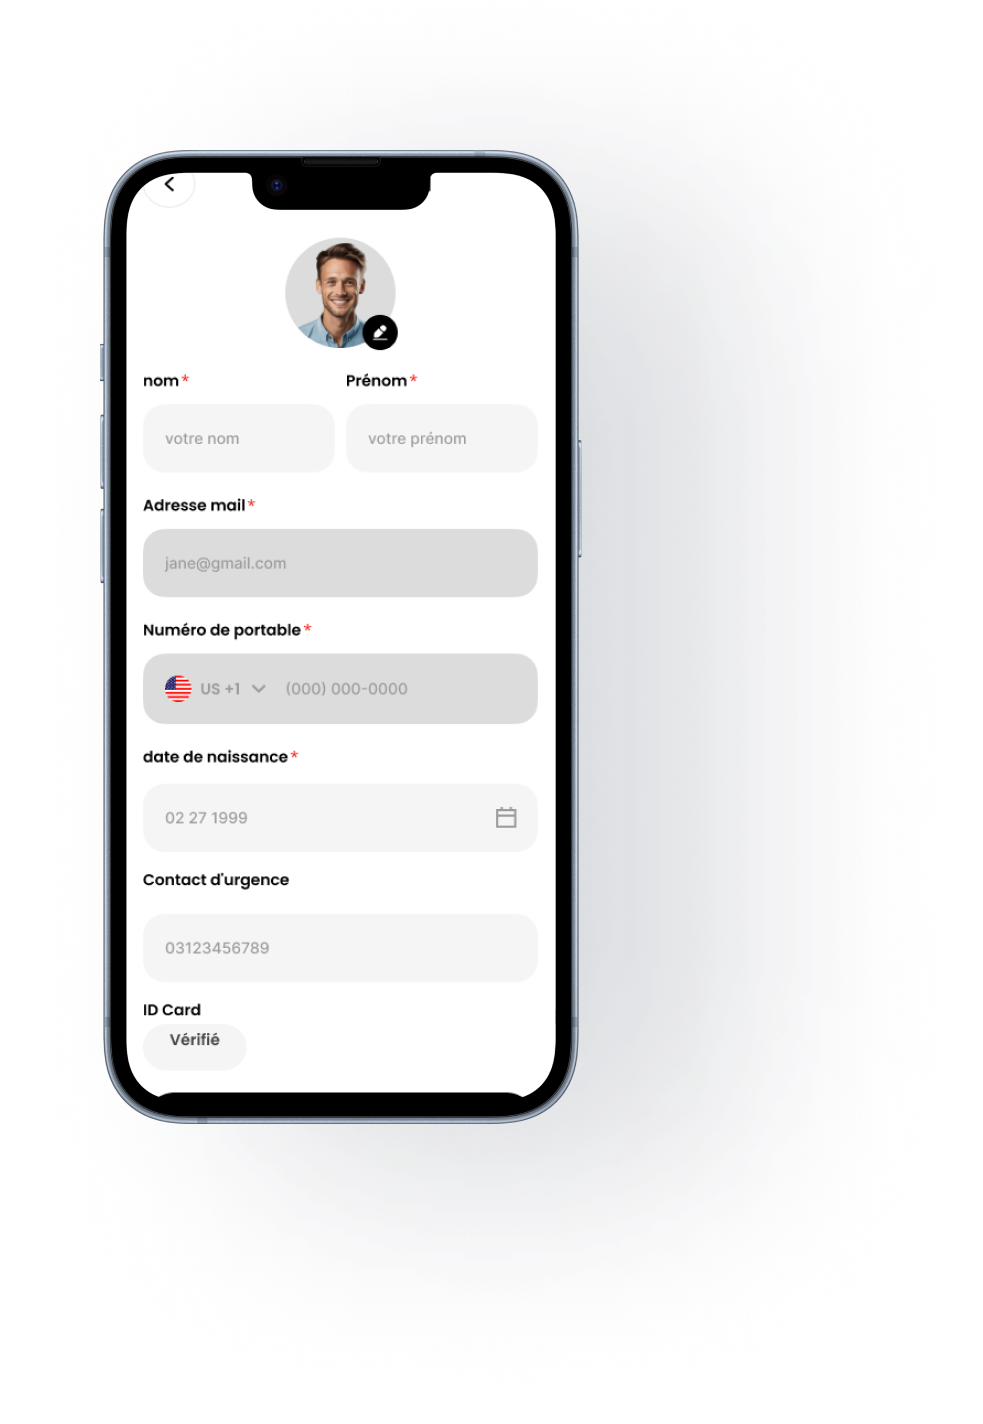 nom* Prénom*
votre nom votre prénom
Adresse mail*
jane@gmail.com
Numéro de portable*
US +1 (000) 000-0000
date de naissance*
02 27 1999
Contact d'urgence
03123456789
ID Card
Vérifié